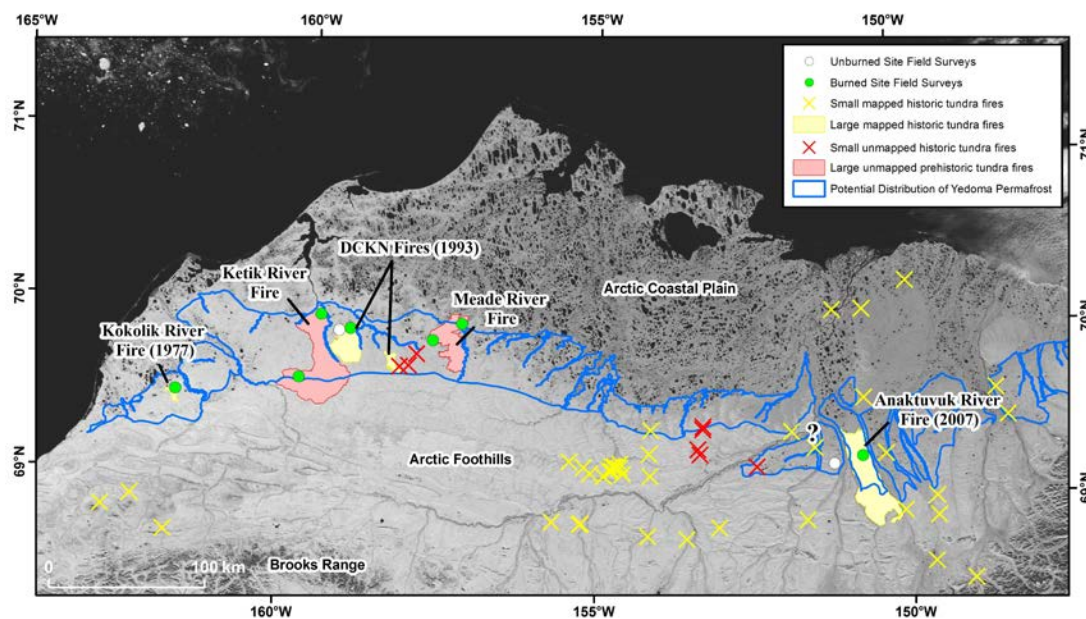 165°W
160°W
155°W
150°W
71°N
71°N
70°N
70°N
69°N
69°N
160°W
155°W
150°W
Unburned Site Field Surveys
Burned Site Field Surveys
Small mapped historic tundra fires
Large mapped historic tundra fires
Small unmapped historic tundra fires
Large unmapped prehistoric tundra fires
Potential Distribution of Yedoma Permafrost
DCKN Fires (1993)
Ketik River
Fire
Meade River
Fire
Arctic Coastal Plain
Kokolik River
Fire (1977)
Anaktuvuk River
Fire (2007)
?
Arctic Foothills
Brooks Range
0 100 km